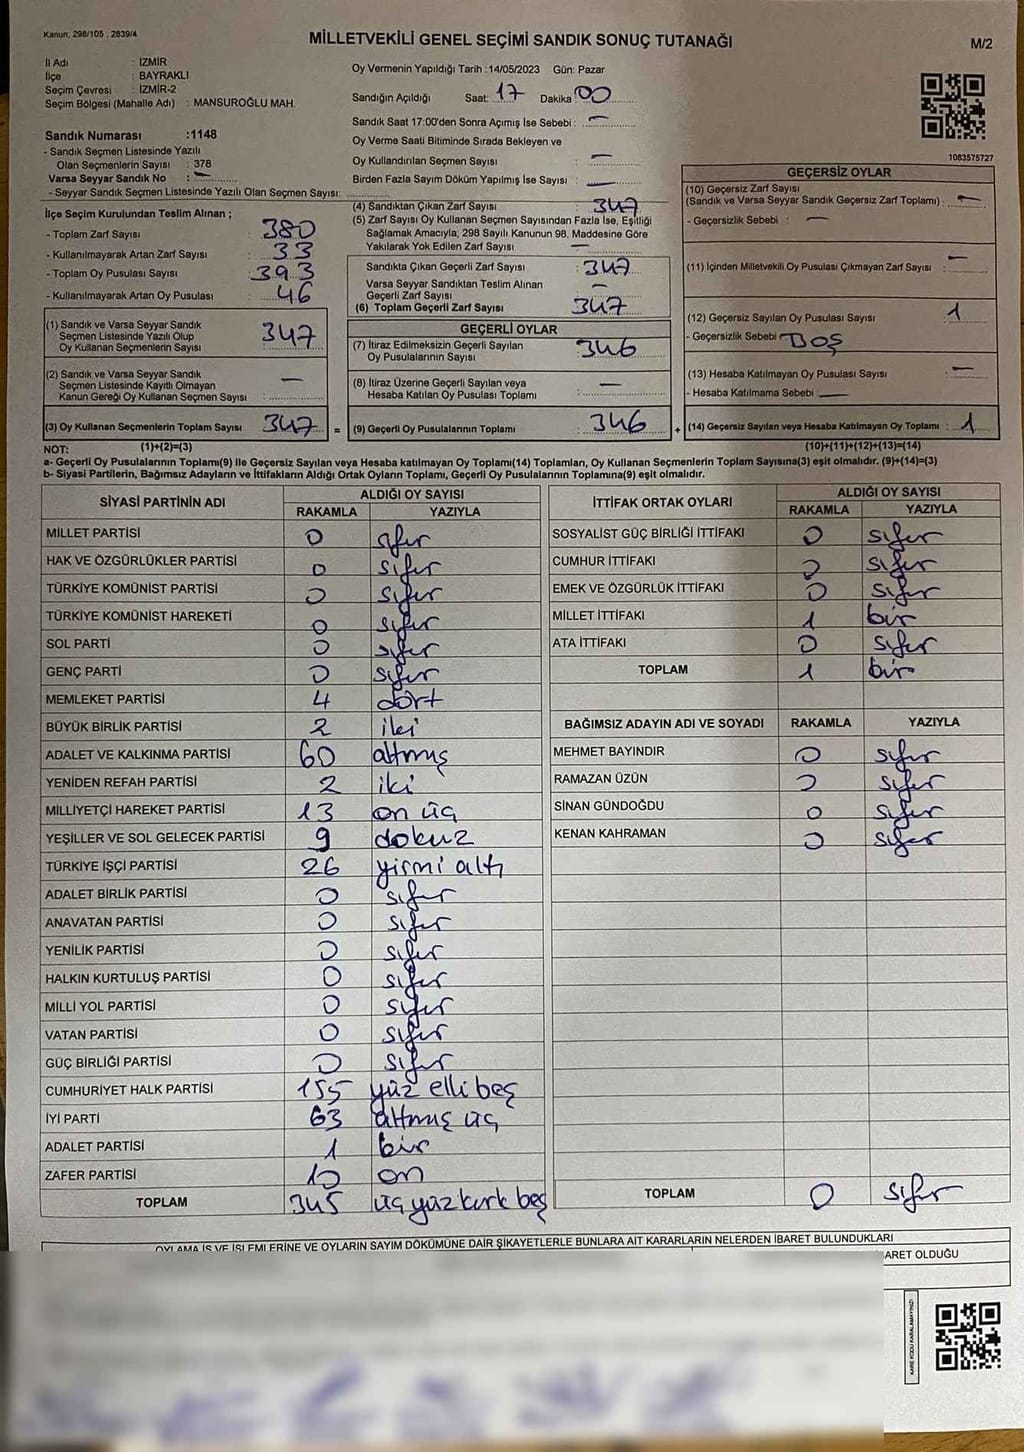 Kanun, 298/105 , 2839/4
MİLLETVEKİLİ GENEL SEÇİMİ SANDIK SONUÇ TUTANAĞI
M/2
İl Adı : İZMİR
İlçe : BAYRAKLI
Seçim Çevresi : İZMİR-2
Seçim Bölgesi (Mahalle Adı) : MANSUROĞLU MAH.
Sandık Numarası :1148
- Sandık Seçmen Listesinde Yazılı
Olan Seçmenlerin Sayısı : 378
Varsa Seyyar Sandık No : —
- Seyyar Sandık Seçmen Listesinde Yazılı Olan Seçmen Sayısı:
Oy Vermenin Yapıldığı Tarih :14/05/2023 Gün: Pazar
Sandığın Açıldığı Saat: 17 Dakika 00
Sandık Saat 17:00'den Sonra Açımış İse Sebebi : —
Oy Verme Saati Bitiminde Sırada Bekleyen ve
Oy Kullandırılan Seçmen Sayısı : —
Birden Fazla Sayım Döküm Yapılmış İse Sayısı : —
1083575727
İlçe Seçim Kurulundan Teslim Alınan ;
- Toplam Zarf Sayısı : 380
- Kullanılmayarak Artan Zarf Sayısı : 33
- Toplam Oy Pusulası Sayısı : 393
- Kullanılmayarak Artan Oy Pusulası : 46
(1) Sandık ve Varsa Seyyar Sandık
Seçmen Listesinde Yazılı Olup
Oy Kullanan Seçmenlerin Sayısı 347
(2) Sandık ve Varsa Seyyar Sandık
Seçmen Listesinde Kayıtlı Olmayan
Kanun Gereği Oy Kullanan Seçmen Sayısı —
(3) Oy Kullanan Seçmenlerin Toplam Sayısı 347 =
(4) Sandıktan Çıkan Zarf Sayısı : 347
(5) Zarf Sayısı Oy Kullanan Seçmen Sayısından Fazla İse, Eşitliği
Sağlamak Amacıyla; 298 Sayılı Kanunun 98. Maddesine Göre
Yakılarak Yok Edilen Zarf Sayısı : —
Sandıkta Çıkan Geçerli Zarf Sayısı : 347
Varsa Seyyar Sandıktan Teslim Alınan
Geçerli Zarf Sayısı : —
(6) Toplam Geçerli Zarf Sayısı 347
GEÇERLİ OYLAR
(7) İtiraz Edilmeksizin Geçerli Sayılan
Oy Pusulalarının Sayısı : 346
(8) İtiraz Üzerine Geçerli Sayılan veya
Hesaba Katılan Oy Pusulası Toplamı : —
(9) Geçerli Oy Pusulalarının Toplamı : 346 +
GEÇERSİZ OYLAR
(10) Geçersiz Zarf Sayısı
(Sandık ve Varsa Seyyar Sandık Geçersiz Zarf Toplamı) : —
- Geçersizlik Sebebi : —
(11) İçinden Milletvekili Oy Pusulası Çıkmayan Zarf Sayısı : —
(12) Geçersiz Sayılan Oy Pusulası Sayısı : 1
- Geçersizlik Sebebi : BOŞ
(13) Hesaba Katılmayan Oy Pusulası Sayısı : —
- Hesaba Katılmama Sebebi : —
(14) Geçersiz Sayılan veya Hesaba Katılmayan Oy Toplamı : 1
NOT: (1)+(2)=(3) (10)+(11)+(12)+(13)=(14)
a- Geçerli Oy Pusulalarının Toplamı(9) ile Geçersiz Sayılan veya Hesaba katılmayan Oy Toplamı(14) Toplamları, Oy Kullanan Seçmenlerin Toplam Sayısına(3) eşit olmalıdır. (9)+(14)=(3)
b- Siyasi Partilerin, Bağımsız Adayların ve İttifakların Aldığı Ortak Oyların Toplamı, Geçerli Oy Pusulalarının Toplamına(9) eşit olmalıdır.
SİYASİ PARTİNİN ADI ALDIĞI OY SAYISI
RAKAMLA YAZIYLA
MİLLET PARTİSİ 0 sıfır
HAK VE ÖZGÜRLÜKLER PARTİSİ 0 sıfır
TÜRKİYE KOMÜNİST PARTİSİ 0 sıfır
TÜRKİYE KOMÜNİST HAREKETİ 0 sıfır
SOL PARTİ 0 sıfır
GENÇ PARTİ 0 sıfır
MEMLEKET PARTİSİ 4 dört
BÜYÜK BİRLİK PARTİSİ 2 iki
ADALET VE KALKINMA PARTİSİ 60 altmış
YENİDEN REFAH PARTİSİ 2 iki
MİLLİYETÇİ HAREKET PARTİSİ 13 on üç
YEŞİLLER VE SOL GELECEK PARTİSİ 9 dokuz
TÜRKİYE İŞÇİ PARTİSİ 26 yirmi altı
ADALET BİRLİK PARTİSİ 0 sıfır
ANAVATAN PARTİSİ 0 sıfır
YENİLİK PARTİSİ 0 sıfır
HALKIN KURTULUŞ PARTİSİ 0 sıfır
MİLLİ YOL PARTİSİ 0 sıfır
VATAN PARTİSİ 0 sıfır
GÜÇ BİRLİĞİ PARTİSİ 0 sıfır
CUMHURİYET HALK PARTİSİ 155 yüz elli beş
İYİ PARTİ 63 altmış üç
ADALET PARTİSİ 1 bir
ZAFER PARTİSİ 10 on
TOPLAM 345 üç yüz kırk beş
İTTİFAK ORTAK OYLARI ALDIĞI OY SAYISI
RAKAMLA YAZIYLA
SOSYALİST GÜÇ BİRLİĞİ İTTİFAKI 0 sıfır
CUMHUR İTTİFAKI 0 sıfır
EMEK VE ÖZGÜRLÜK İTTİFAKI 0 sıfır
MİLLET İTTİFAKI 1 bir
ATA İTTİFAKI 0 sıfır
TOPLAM 1 bir
BAĞIMSIZ ADAYIN ADI VE SOYADI RAKAMLA YAZIYLA
MEHMET BAYINDIR 0 sıfır
RAMAZAN ÜZÜN 0 sıfır
SİNAN GÜNDOĞDU 0 sıfır
KENAN KAHRAMAN 0 sıfır
TOPLAM 0 sıfır
OYLAMA İŞ VE İŞLEMLERİNE VE OYLARIN SAYIM DÖKÜMÜNE DAİR ŞİKAYETLERLE BUNLARA AİT KARARLARIN NELERDEN İBARET BULUNDUKLARI
ARET OLDUĞU
KARE KODU KARALAMAYINIZ!